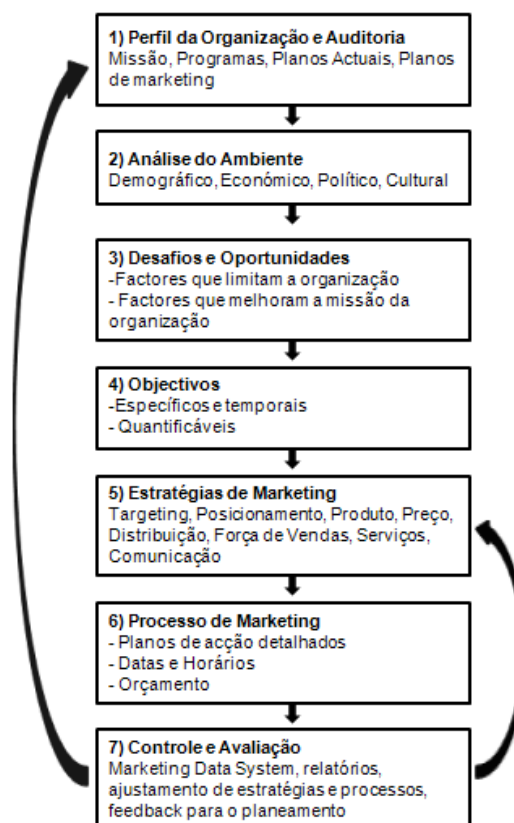 1) Perfil da Organização e Auditoria
Missão, Programas, Planos Actuais, Planos
de marketing
2) Análise do Ambiente
Demográfico, Económico, Político, Cultural
3) Desafios e Oportunidades
-Factores que limitam a organização
- Factores que melhoram a missão da
organização
4) Objectivos
-Específicos e temporais
- Quantificáveis
5) Estratégias de Marketing
Targeting, Posicionamento, Produto, Preço,
Distribuição, Força de Vendas, Serviços,
Comunicação
6) Processo de Marketing
- Planos de acção detalhados
- Datas e Horários
- Orçamento
7) Controle e Avaliação
Marketing Data System, relatórios,
ajustamento de estratégias e processos,
feedback para o planeamento